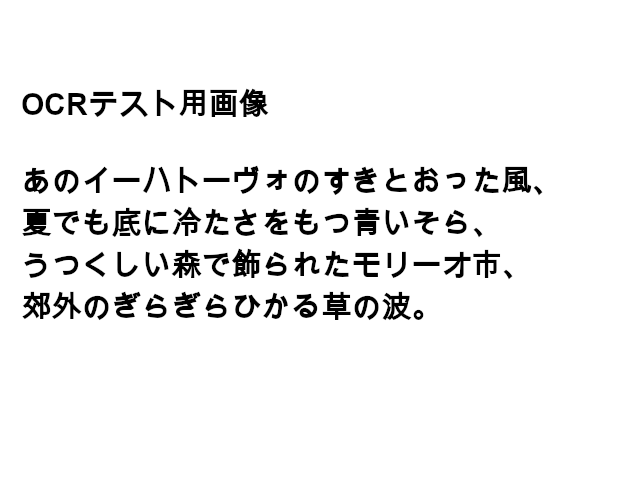 OCRテスト用画像
あのイーハトーヴォのすきとおった風、
夏でも底に冷たさをもつ青いそら、
うつくしい森で飾られたモリーオ市、
郊外のぎらぎらひかる草の波。